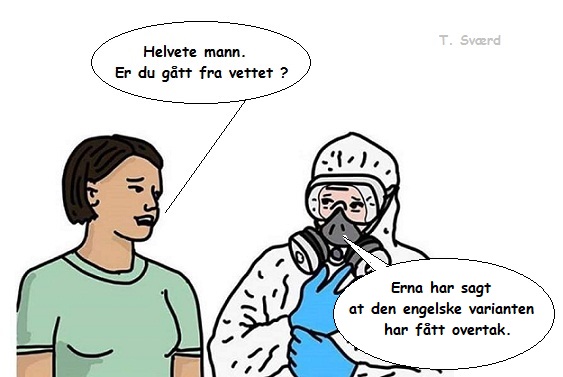 T. Sværd
Helvete mann.
Er du gått fra vettet ?
Erna har sagt
at den engelske varianten
har fått overtak.